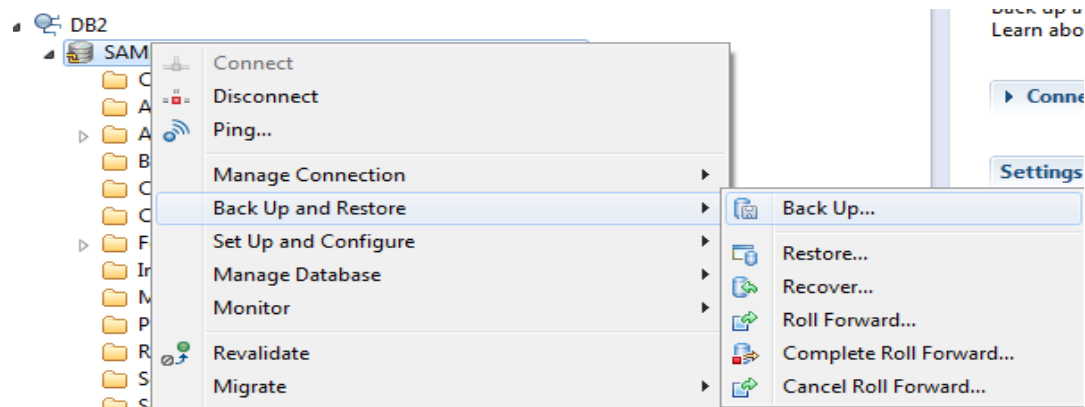 DB2
Learn abo
SAM
Connect
Disconnect
Ping...
Conne
Manage Connection
Settings
Back Up and Restore
Back Up...
Set Up and Configure
Restore...
Manage Database
Recover...
Monitor
Roll Forward...
Revalidate
Complete Roll Forward...
Migrate
Cancel Roll Forward...